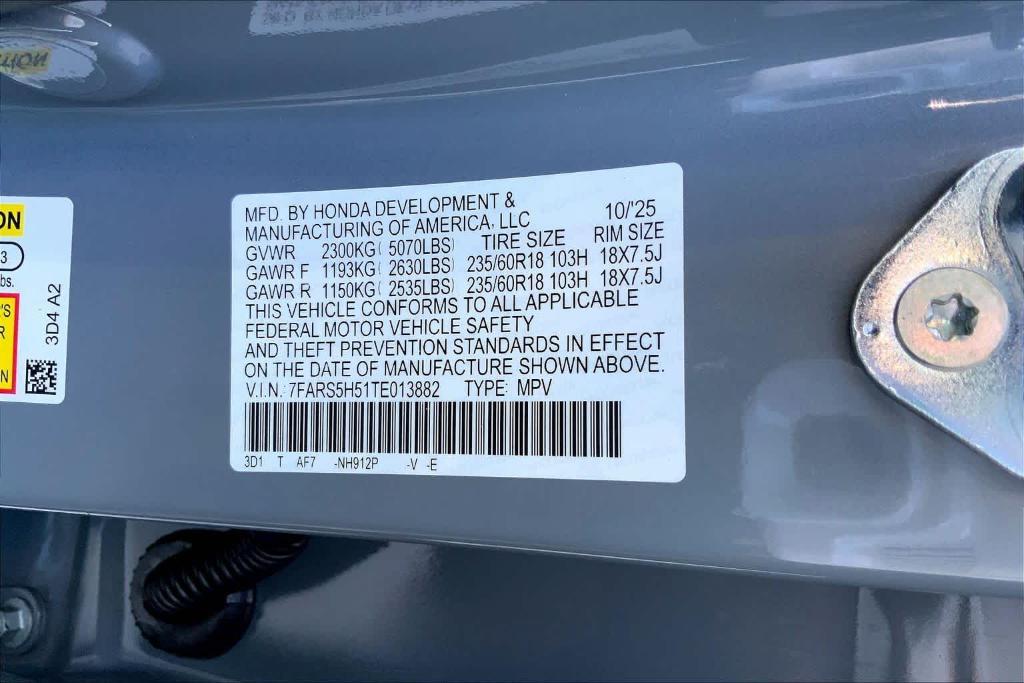 MFD. BY HONDA DEVELOPMENT & 10/'25
MANUFACTURING OF AMERICA, LLC
GVWR 2300KG( 5070LBS) TIRE SIZE RIM SIZE
GAWR F 1193KG( 2630LBS) 235/60R18 103H 18X7.5J
GAWR R 1150KG( 2535LBS) 235/60R18 103H 18X7.5J
THIS VEHICLE CONFORMS TO ALL APPLICABLE
FEDERAL MOTOR VEHICLE SAFETY
AND THEFT PREVENTION STANDARDS IN EFFECT
ON THE DATE OF MANUFACTURE SHOWN ABOVE.
V.I.N.: 7FARS5H51TE013882 TYPE: MPV
3D1 T AF7 -NH912P -V -E
ON
3
bs.
'S
R
N
3D4 A2